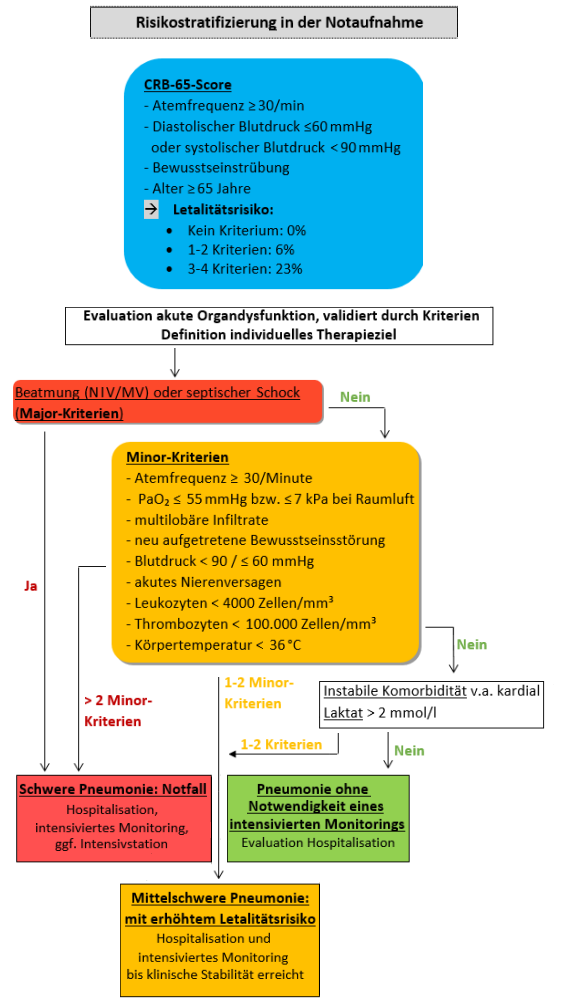 Risikostratifizierung in der Notaufnahme
CRB-65-Score
- Atemfrequenz ≥ 30/min
- Diastolischer Blutdruck ≤60 mmHg
oder systolischer Blutdruck < 90 mmHg
- Bewusstseinstrübung
- Alter ≥ 65 Jahre
→ Letalitätsrisiko:
• Kein Kriterium: 0%
• 1-2 Kriterien: 6%
• 3-4 Kriterien: 23%
Evaluation akute Organdysfunktion, validiert durch Kriterien
Definition individuelles Therapieziel
Beatmung (NIV/MV) oder septischer Schock
(Major-Kriterien)
Nein
Minor-Kriterien
- Atemfrequenz ≥ 30/Minute
- PaO₂ ≤ 55 mmHg bzw. ≤ 7 kPa bei Raumluft
- multilobäre Infiltrate
- neu aufgetretene Bewusstseinsstörung
- Blutdruck < 90 / ≤ 60 mmHg
- akutes Nierenversagen
- Leukozyten < 4000 Zellen/mm³
- Thrombozyten < 100.000 Zellen/mm³
- Körpertemperatur < 36 °C
Ja
Nein
> 2 Minor-
Kriterien
1-2 Minor-
Kriterien
Instabile Komorbidität v.a. kardial
Laktat > 2 mmol/l
1-2 Kriterien
Nein
Schwere Pneumonie: Notfall
Hospitalisation,
intensiviertes Monitoring,
ggf. Intensivstation
Pneumonie ohne
Notwendigkeit eines
intensivierten Monitorings
Evaluation Hospitalisation
Mittelschwere Pneumonie:
mit erhöhtem Letalitätsrisiko
Hospitalisation und
intensiviertes Monitoring
bis klinische Stabilität erreicht